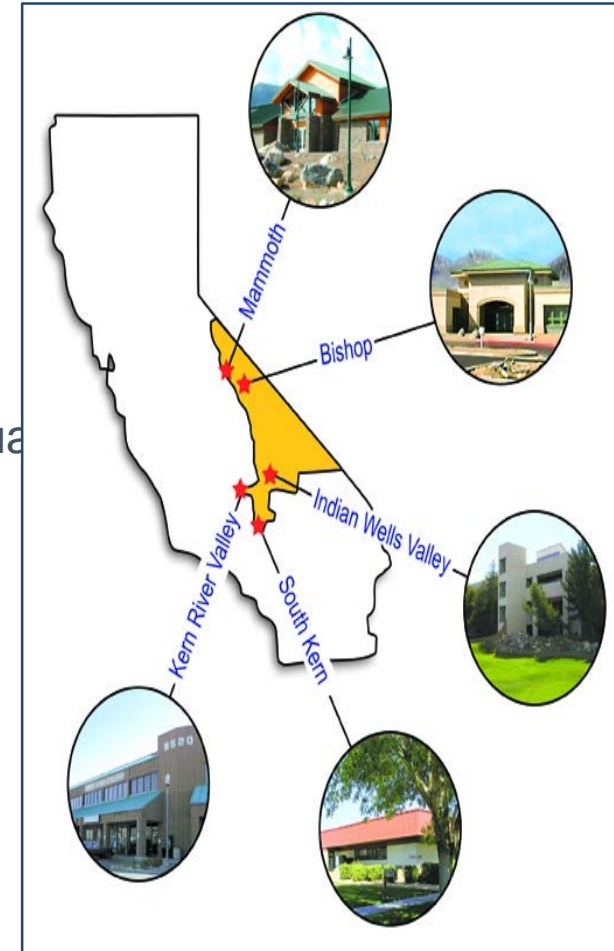 Mammoth
Bishop
Indian Wells Valley
Kern River Valley
South Kern